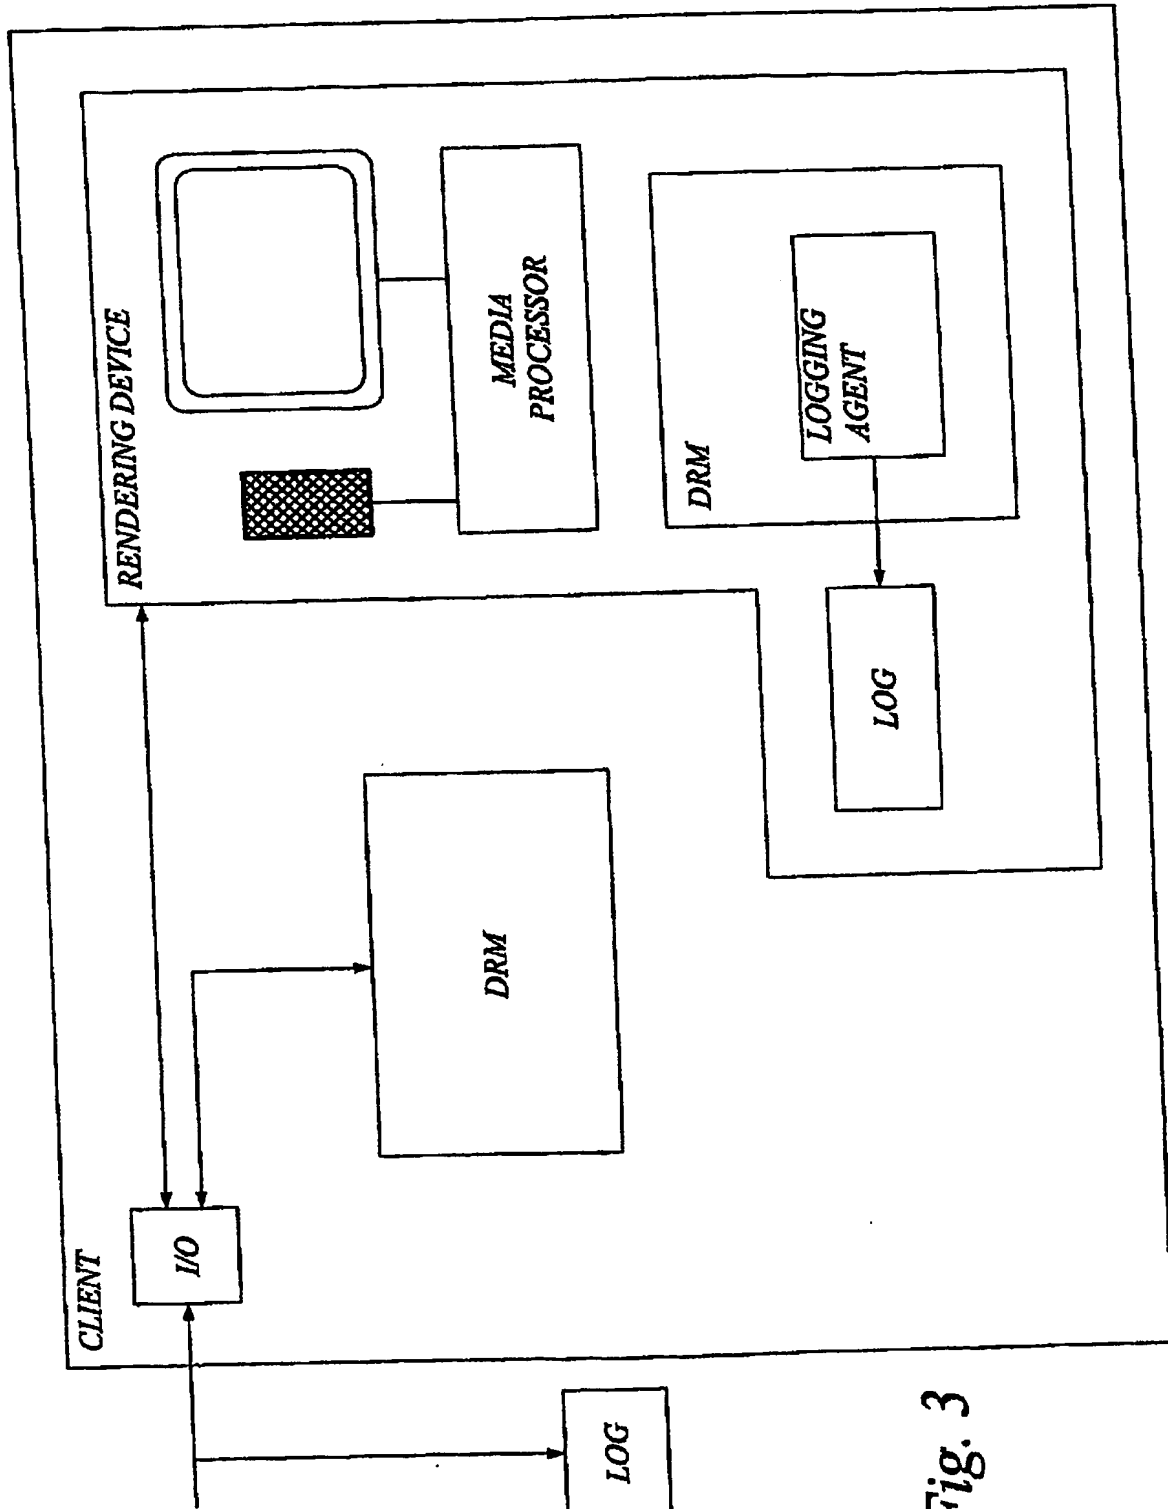 CLIENT
I/O
RENDERING DEVICE
MEDIA
PROCESSOR
DRM
DRM
LOGGING
AGENT
LOG
LOG
Fig. 3